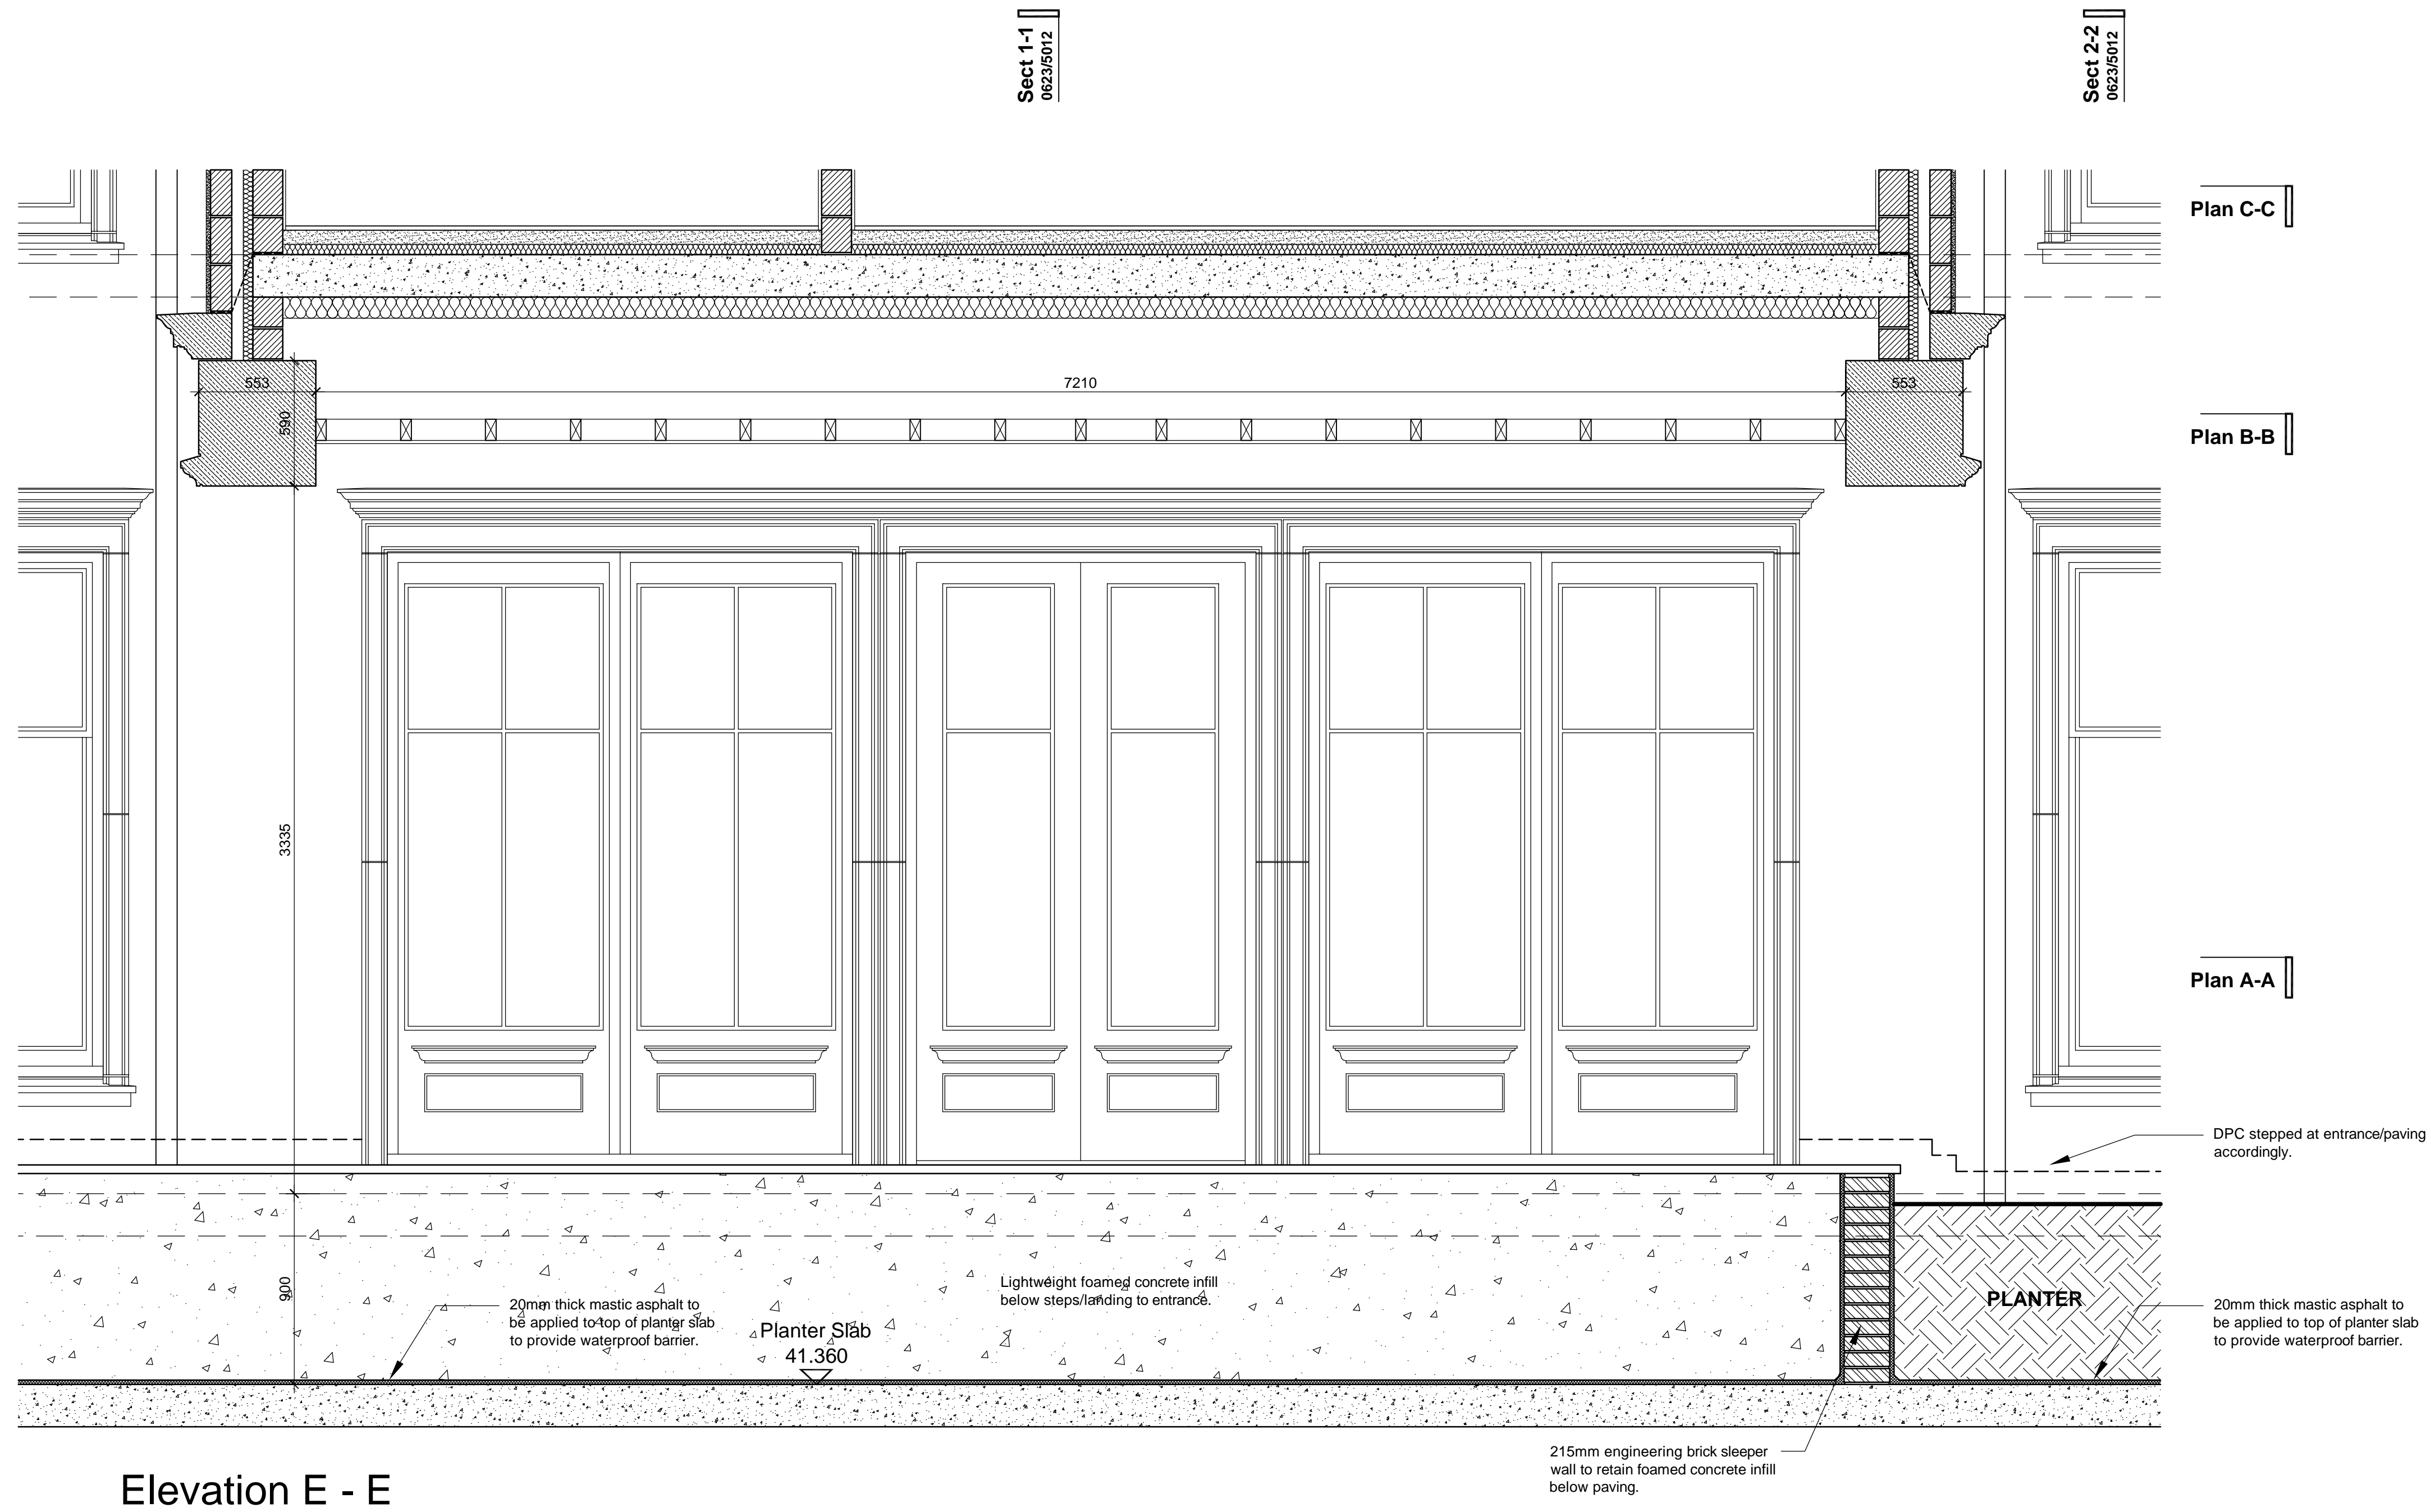 Sect 1-1
0623/5012
Sect 2-2
0623/5012
Plan C-C
553
7210
553
590
Plan B-B
3335
Plan A-A
DPC stepped at entrance/paving
accordingly.
900
Lightweight foamed concrete infill
below steps/landing to entrance.
20mm thick mastic asphalt to
be applied to top of planter slab
to provide waterproof barrier.
Planter Slab
41.360
PLANTER
20mm thick mastic asphalt to
be applied to top of planter slab
to provide waterproof barrier.
215mm engineering brick sleeper
wall to retain foamed concrete infill
below paving.
Elevation E - E